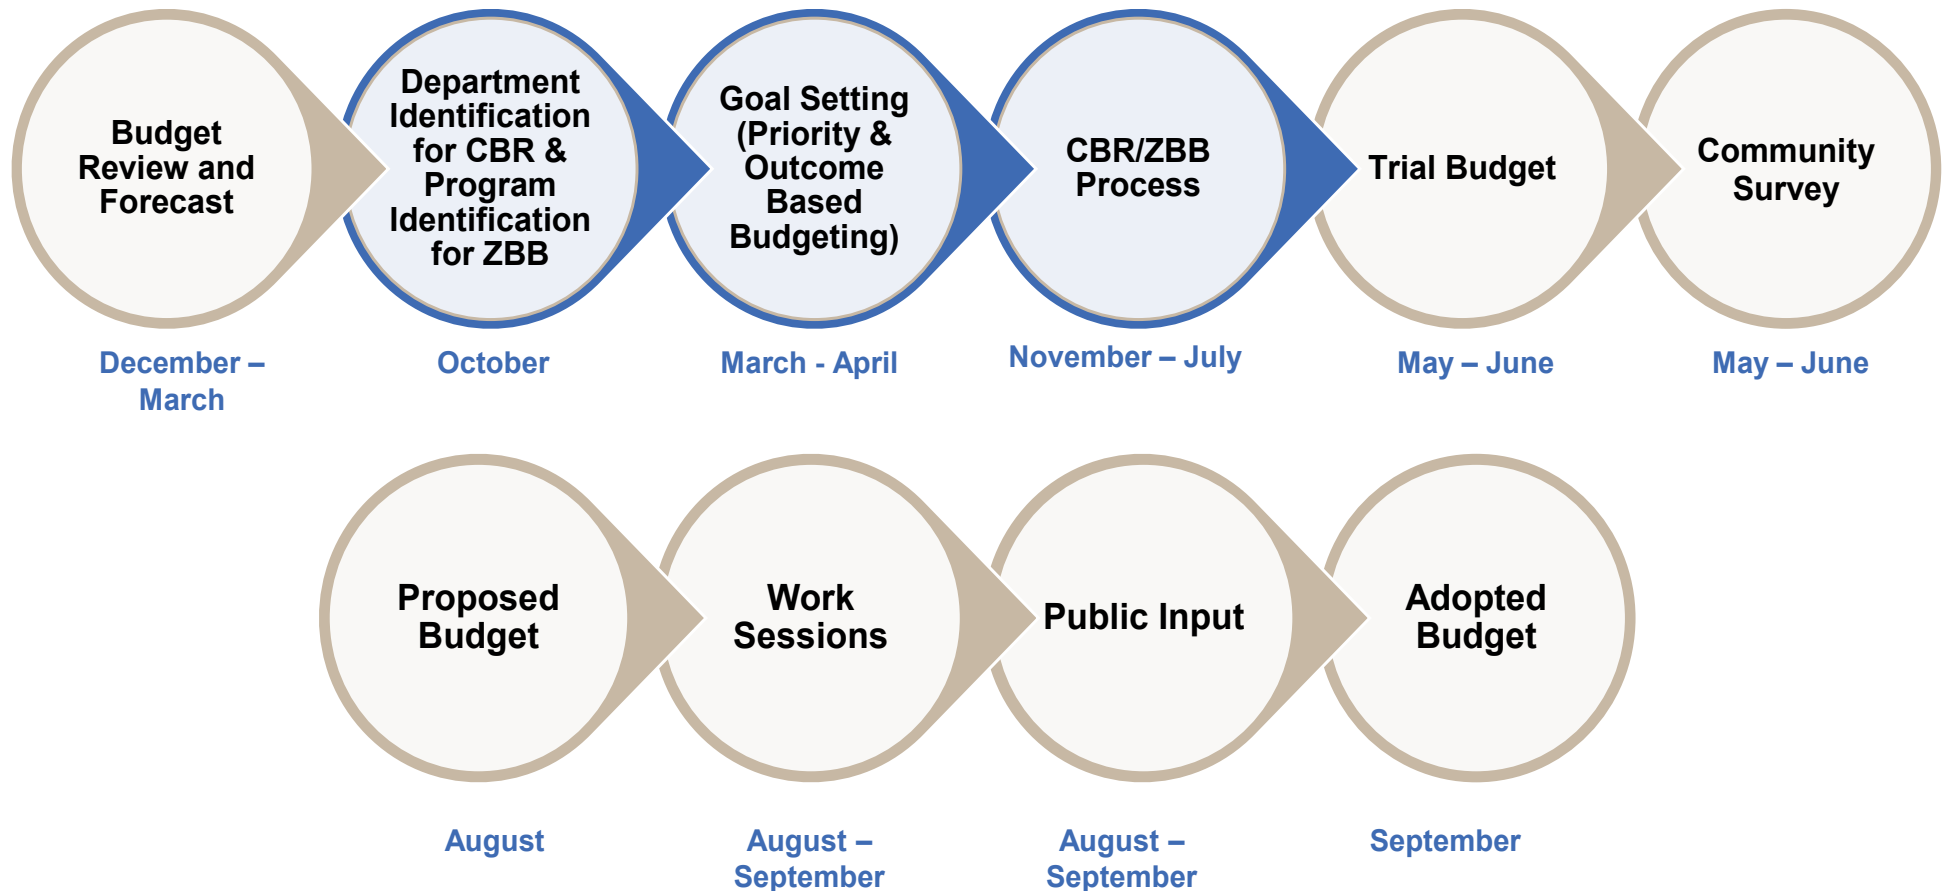 Budget
Review and
Forecast
Department
Identification
for CBR &
Program
Identification
for ZBB
Goal Setting
(Priority &
Outcome
Based
Budgeting)
CBR/ZBB
Process
Trial Budget
Community
Survey
December –
March
October
March - April
November – July
May – June
May – June
Proposed
Budget
Work
Sessions
Public Input
Adopted
Budget
August
August –
September
August –
September
September